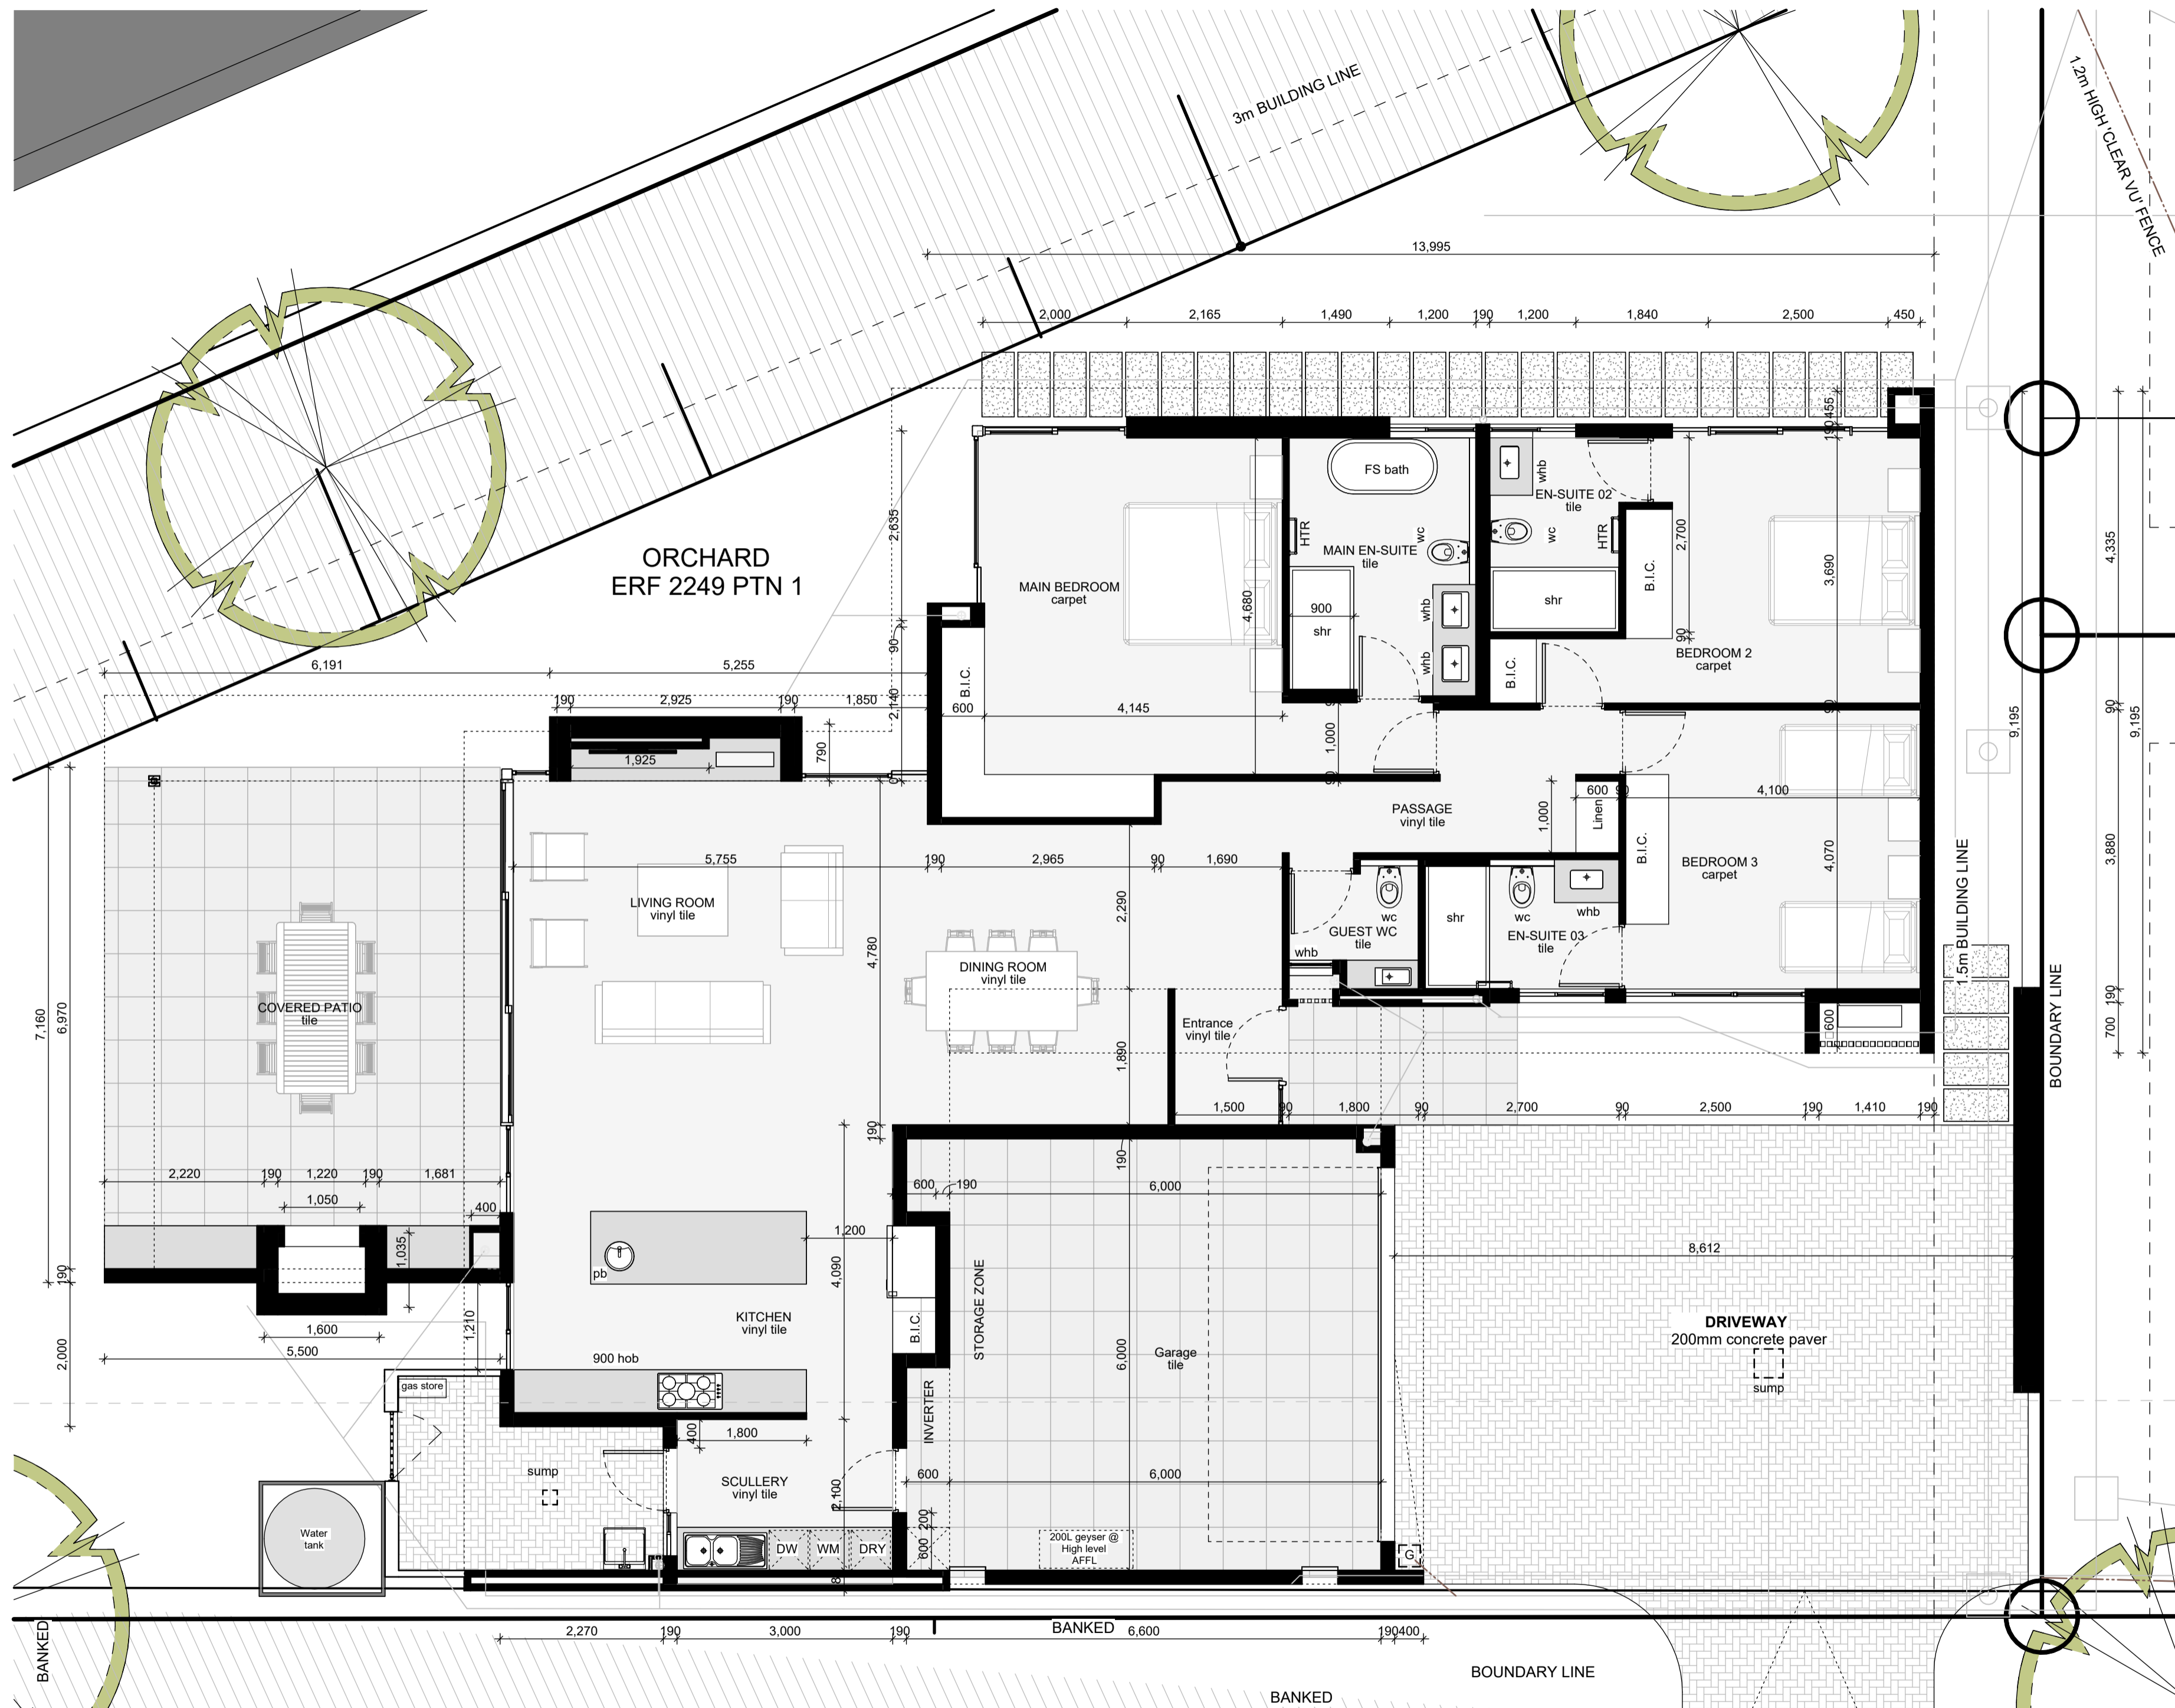 3m BUILDING LINE
1.2m HIGH 'CLEAR VU' FENCE
13,995
2,000
2,165
1,490
1,200
190
1,200
1,840
2,500
450
ORCHARD
ERF 2249 PTN 1
6,191
5,255
190
2,925
190
1,850
790
1,925
2,635
90
2,140
MAIN BEDROOM
carpet
4,680
B.I.C.
600
4,145
1,000
FS bath
HTR
MAIN EN-SUITE
tile
wc
900
shr
whb
whb
whb
EN-SUITE 02
tile
wc
HTR
shr
B.I.C.
B.I.C.
2,700
90
190
455
3,690
BEDROOM 2
carpet
90
4,335
90
9,195
9,195
3,880
190
700
PASSAGE
vinyl tile
1,000
600
90
4,100
Linen
B.I.C.
BEDROOM 3
carpet
4,070
600
1.5m BUILDING LINE
BOUNDARY LINE
5,755
190
2,965
90
1,690
LIVING ROOM
vinyl tile
4,780
2,290
DINING ROOM
vinyl tile
1,890
GUEST WC
tile
wc
whb
shr
wc
whb
EN-SUITE 03
tile
Entrance
vinyl tile
1,500
90
1,800
90
2,700
90
2,500
190
1,410
190
COVERED PATIO
tile
7,160
6,970
190
2,000
2,220
190
1,220
190
1,681
1,050
400
1,035
1,600
5,500
1,210
190
190
600
190
6,000
1,200
4,090
pb
KITCHEN
vinyl tile
B.I.C.
STORAGE ZONE
6,000
Garage
tile
900 hob
INVERTER
8,612
DRIVEWAY
200mm concrete paver
sump
gas store
400
1,800
SCULLERY
vinyl tile
2,100
600
6,000
200
600
sump
Water
tank
DW
WM
DRY
200L geyser @
High level
AFFL
G
2,270
190
3,000
190
6,600
190
400
BANKED
BANKED
BOUNDARY LINE
BANKED